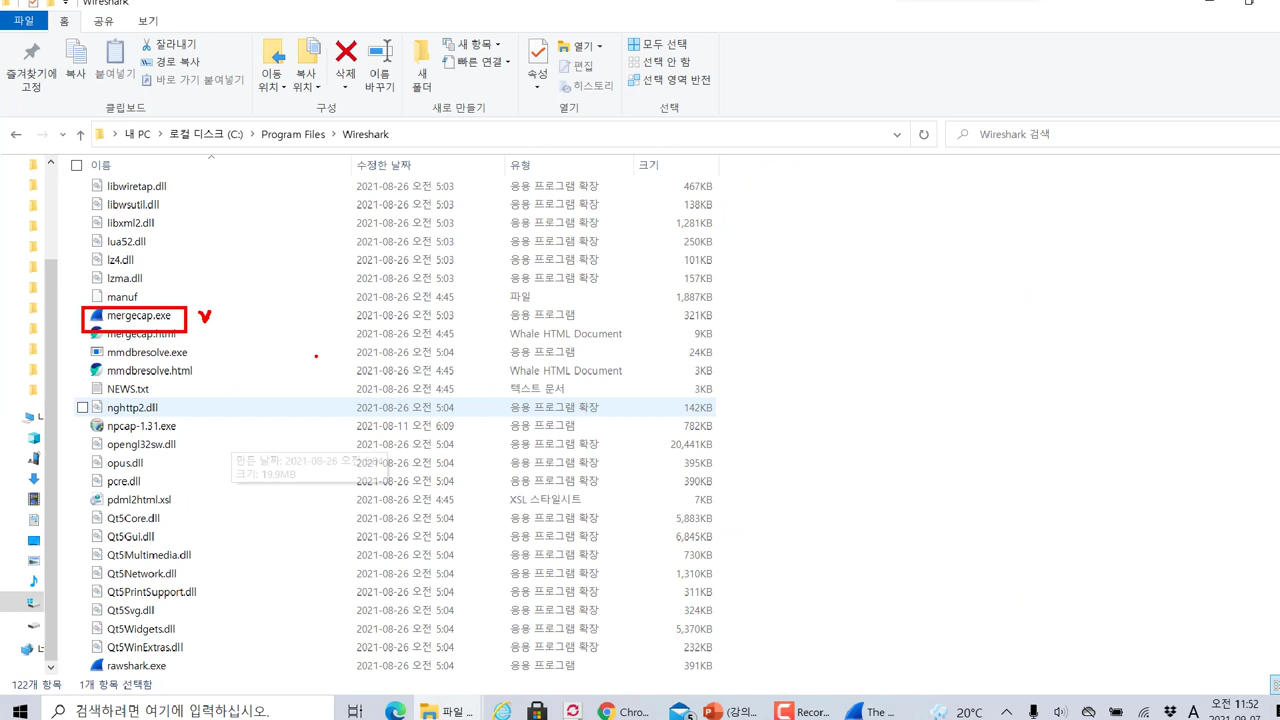 Wireshark
파일 홈 공유 보기
즐겨찾기에 고정
복사
붙여넣기
잘라내기
경로 복사
바로 가기 붙여넣기
클립보드
이동 위치
복사 위치
삭제
이름 바꾸기
구성
새 폴더
새 항목
빠른 연결
새로 만들기
속성
열기
편집
히스토리
열기
모두 선택
선택 안 함
선택 영역 반전
선택
내 PC > 로컬 디스크 (C:) > Program Files > Wireshark
Wireshark 검색
이름 수정한 날짜 유형 크기
libwiretap.dll 2021-08-26 오전 5:03 응용 프로그램 확장 467KB
libwsutil.dll 2021-08-26 오전 5:03 응용 프로그램 확장 138KB
libxml2.dll 2021-08-26 오전 5:03 응용 프로그램 확장 1,281KB
lua52.dll 2021-08-26 오전 5:03 응용 프로그램 확장 250KB
lz4.dll 2021-08-26 오전 5:03 응용 프로그램 확장 101KB
lzma.dll 2021-08-26 오전 5:03 응용 프로그램 확장 157KB
manuf 2021-08-26 오전 4:45 파일 1,887KB
mergecap.exe 2021-08-26 오전 5:03 응용 프로그램 321KB
mergecap.html 2021-08-26 오전 4:45 Whale HTML Document 9KB
mmdbresolve.exe 2021-08-26 오전 5:03 응용 프로그램 24KB
mmdbresolve.html 2021-08-26 오전 4:45 Whale HTML Document 3KB
NEWS.txt 2021-08-26 오전 4:45 텍스트 문서 3KB
nghttp2.dll 2021-08-26 오전 5:04 응용 프로그램 확장 142KB
npcap-1.31.exe 2021-08-11 오전 6:09 응용 프로그램 782KB
opengl32sw.dll 2021-08-26 오전 5:04 응용 프로그램 확장 20,441KB
만든 날짜: 2021-08-26 오전
opus.dll 2021-08-26 오전 5:04 응용 프로그램 확장 395KB
크기: 19.9MB
pcre.dll 2021-08-26 오전 5:04 응용 프로그램 확장 390KB
pdml2html.xsl 2021-08-26 오전 4:45 XSL 스타일시트 7KB
Qt5Core.dll 2021-08-26 오전 5:04 응용 프로그램 확장 5,883KB
Qt5Gui.dll 2021-08-26 오전 5:04 응용 프로그램 확장 6,845KB
Qt5Multimedia.dll 2021-08-26 오전 5:04 응용 프로그램 확장 730KB
Qt5Network.dll 2021-08-26 오전 5:04 응용 프로그램 확장 1,310KB
Qt5PrintSupport.dll 2021-08-26 오전 5:04 응용 프로그램 확장 311KB
Qt5Svg.dll 2021-08-26 오전 5:04 응용 프로그램 확장 324KB
Qt5Widgets.dll 2021-08-26 오전 5:04 응용 프로그램 확장 5,370KB
Qt5WinExtras.dll 2021-08-26 오전 5:04 응용 프로그램 확장 232KB
rawshark.exe 2021-08-26 오전 5:04 응용 프로그램 391KB
122개 항목 1개 항목 선택함
검색하려면 여기에 입력하십시오. 파일 ... Chro... (강의... Recor... The ... 20°C A 오전 11:52